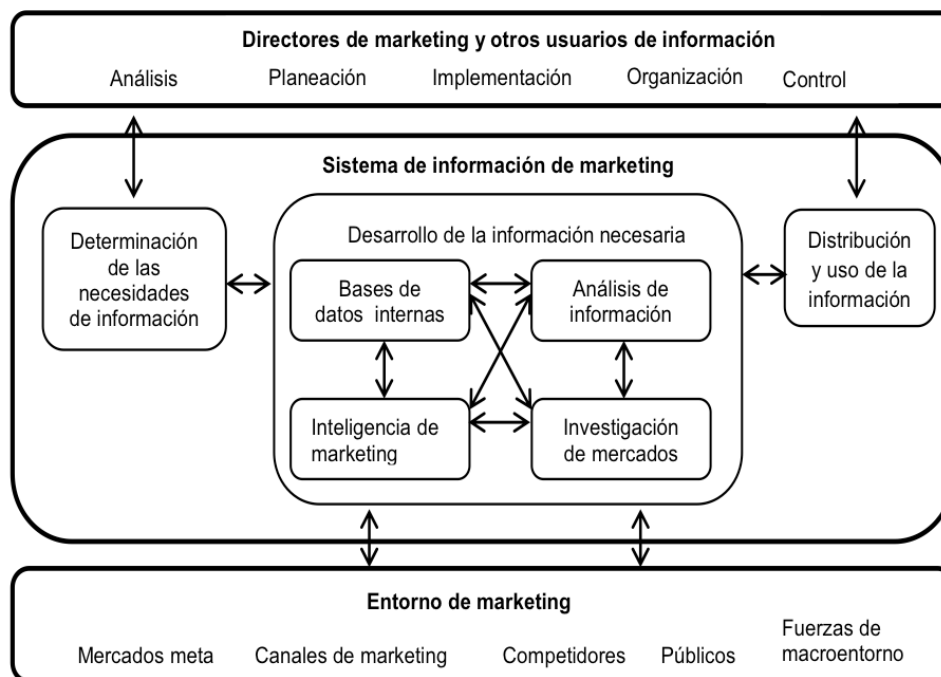 Directores de marketing y otros usuarios de información
Análisis Planeación Implementación Organización Control
Sistema de información de marketing
Determinación
de las
necesidades
de información
Desarrollo de la información necesaria
Bases de
datos internas
Análisis de
información
Inteligencia de
marketing
Investigación
de mercados
Distribución
y uso de la
información
Entorno de marketing
Mercados meta Canales de marketing Competidores Públicos
Fuerzas de
macroentorno